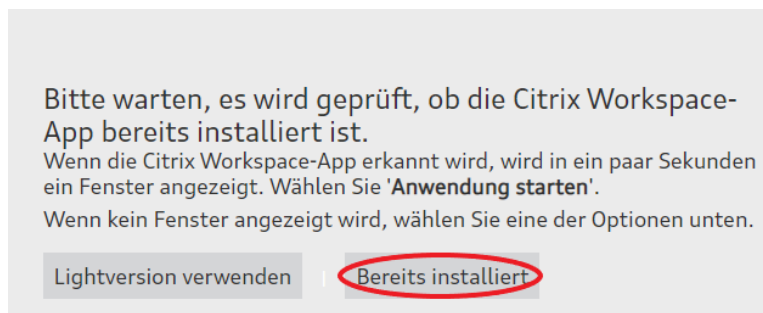 Bitte warten, es wird geprüft, ob die Citrix Workspace-
App bereits installiert ist.
Wenn die Citrix Workspace-App erkannt wird, wird in ein paar Sekunden
ein Fenster angezeigt. Wählen Sie 'Anwendung starten'.
Wenn kein Fenster angezeigt wird, wählen Sie eine der Optionen unten.
Lightversion verwenden | Bereits installiert